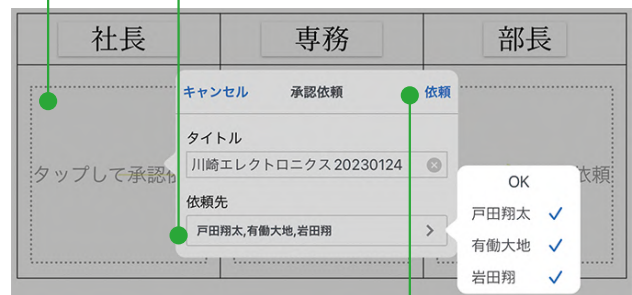 社長
専務
部長
キャンセル
承認依頼
依頼
タイトル
川崎エレクトロニクス20230124
タップして承認依
依頼
依頼先
戸田翔太,有働大地,岩田翔
OK
戸田翔太
有働大地
岩田翔